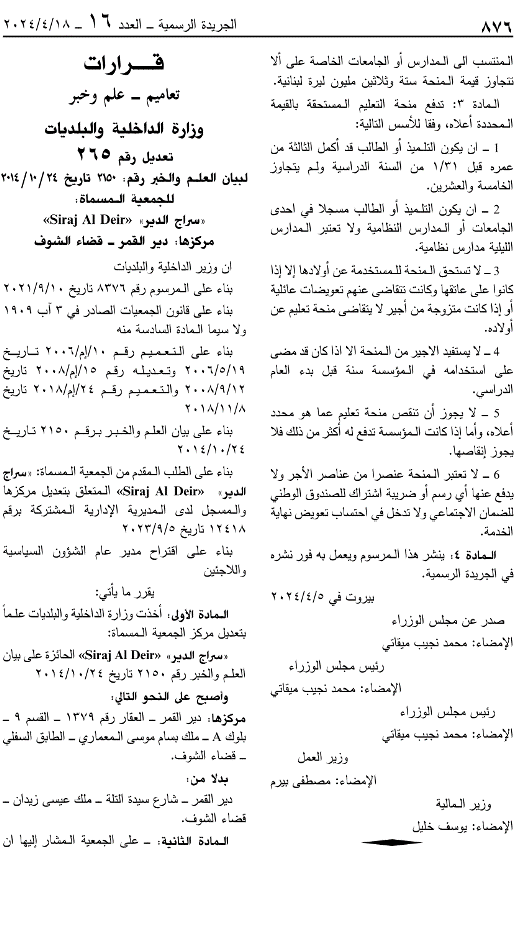 ٨٧٦
الجريدة الرسمية ــ العدد ١٦ ــ ٢٠٢٤/٤/١٨
المنتسب الى المدارس أو الجامعات الخاصة على ألا
تتجاوز قيمة المنحة ستة وثلاثين مليون ليرة لبنانية.
المادة ٣: تدفع منحة التعليم المستحقة بالقيمة
المحددة أعلاه، وفقا للأسس التالية:
1 ــ ان يكون التلميذ أو الطالب قد أكمل الثالثة من
عمره قبل ١/٣١ من السنة الدراسية ولم يتجاوز
الخامسة والعشرين.
2 ــ ان يكون التلميذ أو الطالب مسجلا في احدى
الجامعات أو المدارس النظامية ولا تعتبر المدارس
الليلية مدارس نظامية.
3 ــ لا تستحق المنحة للمستخدمة عن أولادها إلا إذا
كانوا على عاتقها وكانت تتقاضى عنهم تعويضات عائلية
أو إذا كانت متزوجة من أجير لا يتقاضى منحة تعليم عن
أولاده.
4 ــ لا يستفيد الاجير من المنحة الا اذا كان قد مضى
على استخدامه في المؤسسة سنة قبل بدء العام
الدراسي.
5 ــ لا يجوز أن تنقص منحة تعليم عما هو محدد
أعلاه، وأما إذا كانت المؤسسة تدفع له أكثر من ذلك فلا
يجوز إنقاصها.
6 ــ لا تعتبر المنحة عنصرا من عناصر الأجر ولا
يدفع عنها أي رسم أو ضريبة اشتراك للصندوق الوطني
للضمان الاجتماعي ولا تدخل في احتساب تعويض نهاية
الخدمة.
المادة ٤: ينشر هذا المرسوم ويعمل به فور نشره
في الجريدة الرسمية.
بيروت في ٢٠٢٤/٤/٥
صدر عن مجلس الوزراء
الإمضاء: محمد نجيب ميقاتي
رئيس مجلس الوزراء
الإمضاء: محمد نجيب ميقاتي
رئيس مجلس الوزراء
الإمضاء: محمد نجيب ميقاتي
وزير العمل
الإمضاء: مصطفى بيرم
وزير المالية
الإمضاء: يوسف خليل
قــرارات
تعاميم ــ علم وخبر
وزارة الداخلية والبلديات
تعديل رقم ٢٦٥
لبيان العلم والخبر رقم: ٢١٥٠ تاريخ ٢٠١٤/١٠/٢٤
للجمعية المسماة:
«سراج الدير» «Siraj Al Deir»
مركزها: دير القمر ــ قضاء الشوف
ان وزير الداخلية والبلديات
بناء على المرسوم رقم ٨٣٧٦ تاريخ ٢٠٢١/٩/١٠
بناء على قانون الجمعيات الصادر في ٣ آب ١٩٠٩
ولا سيما المادة السادسة منه
بناء على التعميم رقم ١٠/إم/٢٠٠٦ تاريخ
٢٠٠٦/٥/١٩ وتعديله رقم ١٥/إم/٢٠٠٨ تاريخ
٢٠٠٨/٩/١٢ والتعميم رقم ٢٤/إم/٢٠١٨ تاريخ
٢٠١٨/١١/٨
بناء على بيان العلم والخبر برقم ٢١٥٠ تاريخ
٢٠١٤/١٠/٢٤
بناء على الطلب المقدم من الجمعية المسماة: «سراج
الدير» «Siraj Al Deir» المتعلق بتعديل مركزها
والمسجل لدى المديرية الإدارية المشتركة برقم
١٢٤١٨ تاريخ ٢٠٢٣/٩/٥
بناء على اقتراح مدير عام الشؤون السياسية
واللاجئين
يقرر ما يأتي:
المادة الأولى: أخذت وزارة الداخلية والبلديات علماً
بتعديل مركز الجمعية المسماة:
«سراج الدير» «Siraj Al Deir» الحائزة على بيان
العلم والخبر رقم ٢١٥٠ تاريخ ٢٠١٤/١٠/٢٤
وأصبح على النحو التالي:
مركزها: دير القمر ــ العقار رقم ١٣٧٩ ــ القسم ٩ ــ
بلوك A ــ ملك بسام موسى المعماري ــ الطابق السفلي
ــ قضاء الشوف.
بدلا من:
دير القمر ــ شارع سيدة التلة ــ ملك عيسى زيدان ــ
قضاء الشوف.
المادة الثانية: ــ على الجمعية المشار إليها ان